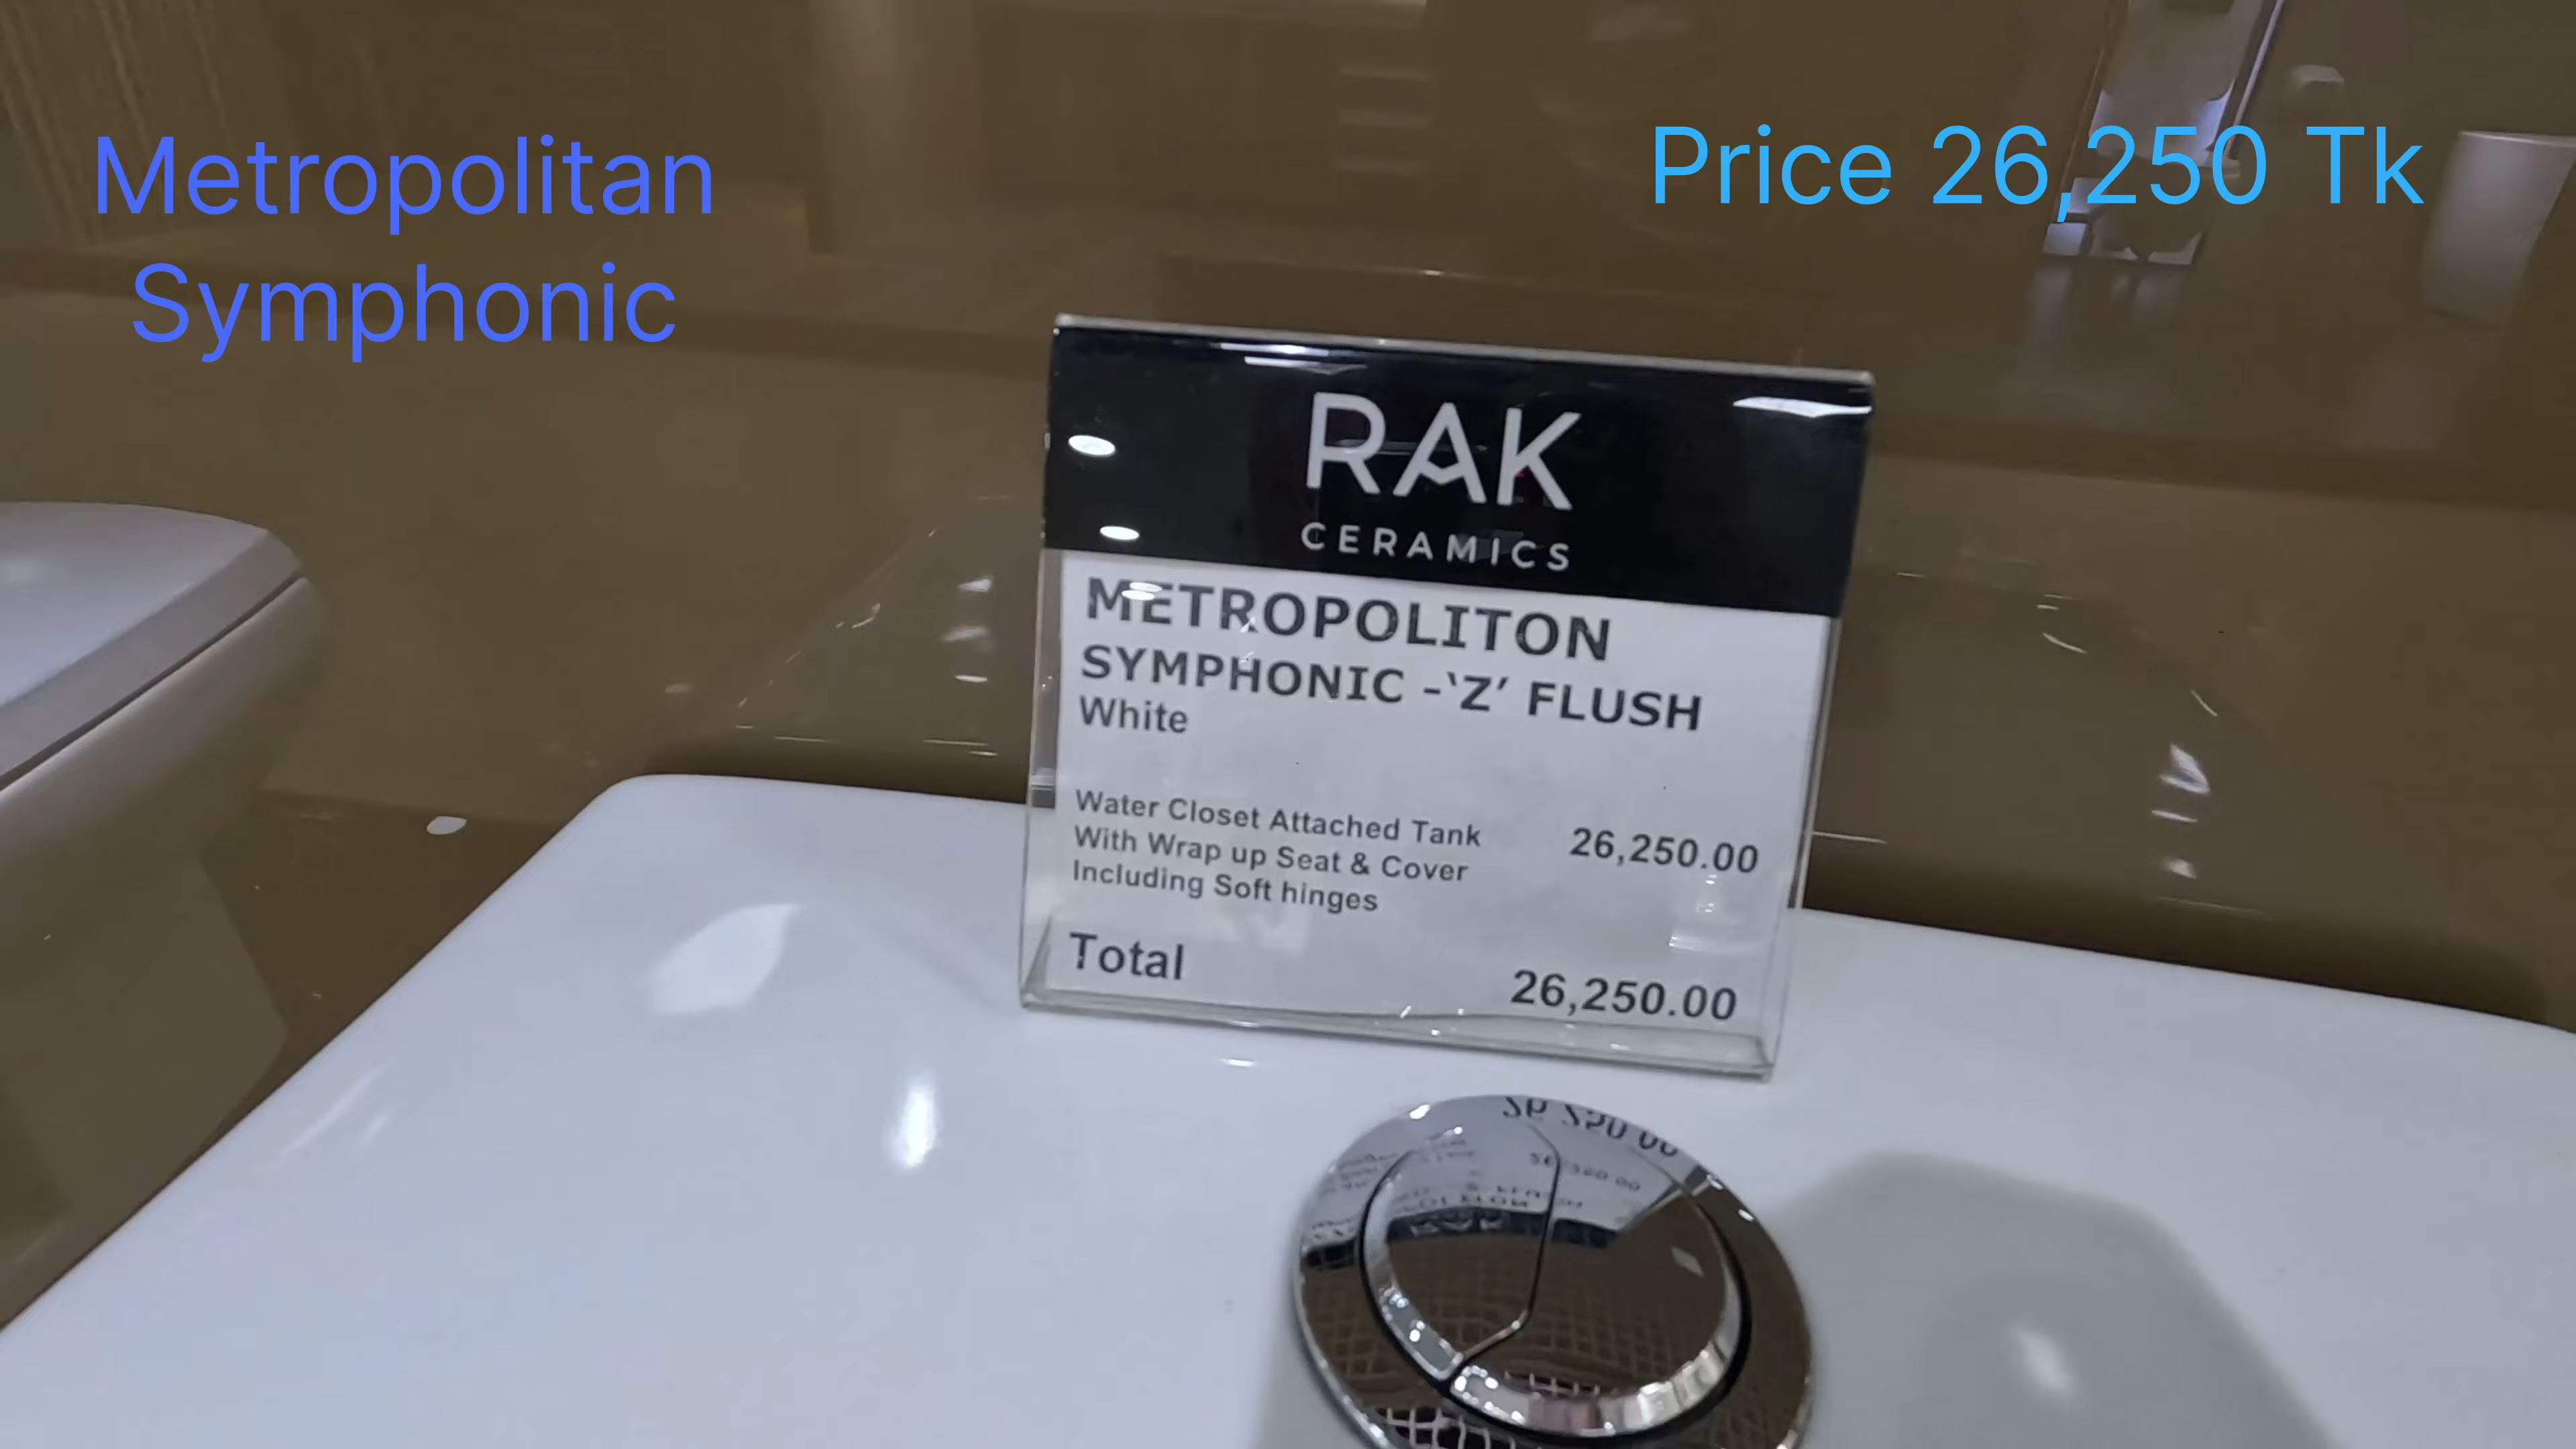 Metropolitan
Symphonic
Price 26,250 Tk
RAK
CERAMICS
METROPOLITON
SYMPHONIC -‘Z’ FLUSH
White
Water Closet Attached Tank
With Wrap up Seat & Cover
Including Soft hinges
26,250.00
Total
26,250.00